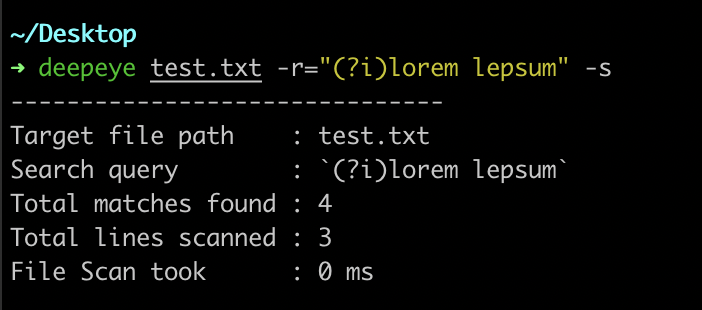 ~/Desktop
➜ deepeye test.txt -r="(?i)lorem lepsum" -s
-------------------------------
Target file path    : test.txt
Search query        : `(?i)lorem lepsum`
Total matches found : 4
Total lines scanned : 3
File Scan took      : 0 ms